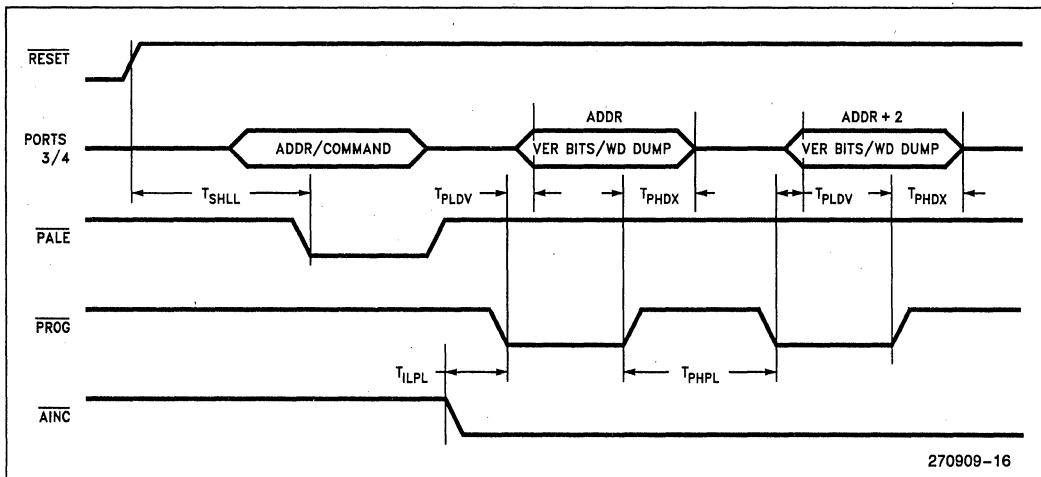 RESET
ADDR
ADDR + 2
PORTS
3/4
ADDR/COMMAND
VER BITS/WD DUMP
VER BITS/WD DUMP
TSHLL
TPLDV
TPHDX
TPLDV
TPHDX
PALE
PROG
TILPL
TPHPL
AINC
270909-16